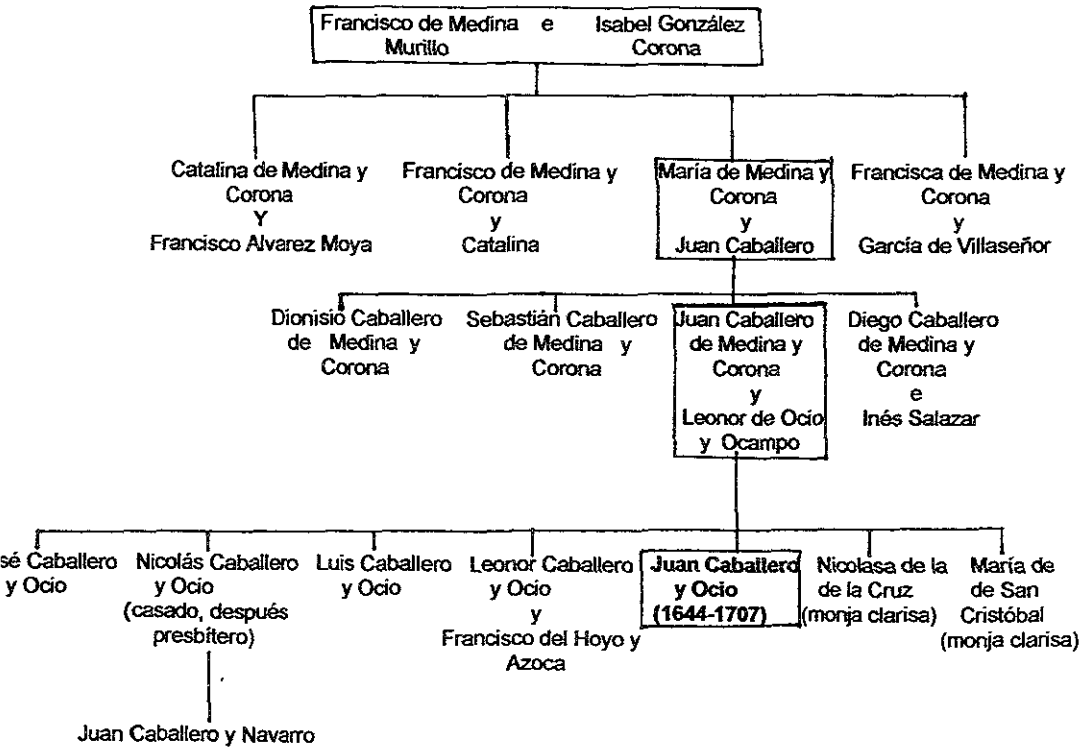 Francisco de Medina e Isabel González
Murillo Corona
Catalina de Medina y
Corona
Y
Francisco Alvarez Moya
Francisco de Medina y
Corona
y
Catalina
María de Medina y
Corona
y
Juan Caballero
Francisca de Medina y
Corona
y
García de Villaseñor
Dionisio Caballero
de Medina y
Corona
Sebastián Caballero
de Medina y
Corona
Juan Caballero
de Medina y
Corona
y
Leonor de Ocio
y Ocampo
Diego Caballero
de Medina y
Corona
e
Inés Salazar
sé Caballero
y Ocio
Nicolás Caballero
y Ocio
(casado, después
presbítero)
Luis Caballero
y Ocio
Leonor Caballero
y Ocio
y
Francisco del Hoyo y
Azoca
Juan Caballero
y Ocio
(1644-1707)
Nicolasa de la
de la Cruz
(monja clarisa)
María de
de San
Cristóbal
(monja clarisa)
Juan Caballero y Navarro